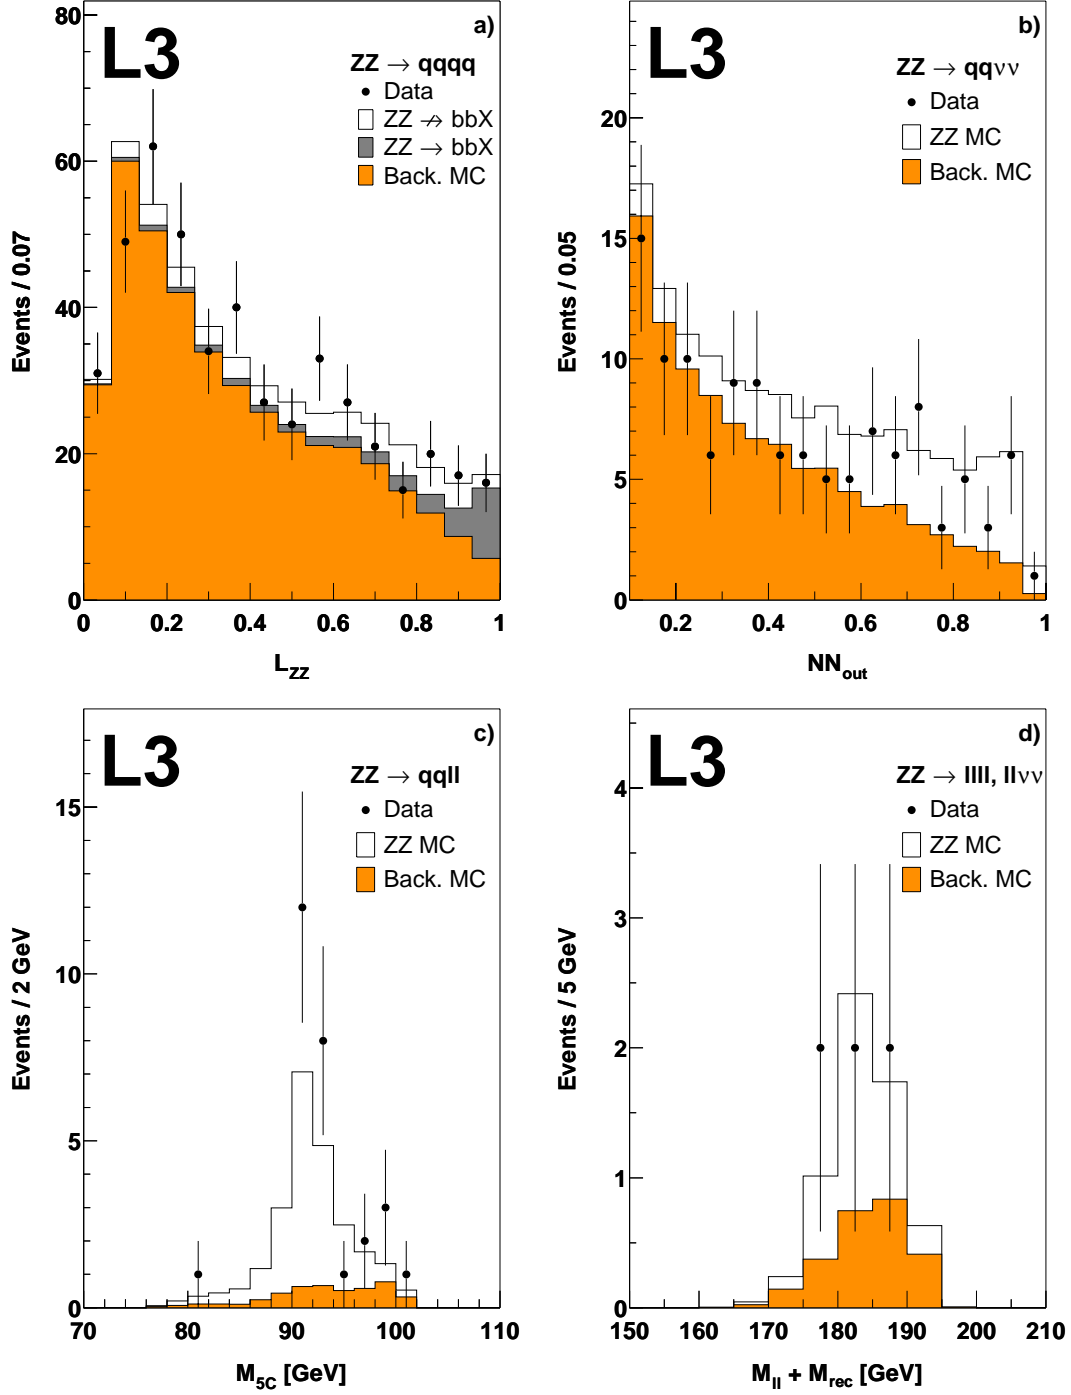 a)
L3
ZZ → qqqq
Data
ZZ ↛ bbX
ZZ → bbX
Back. MC
Events / 0.07
80
60
40
20
0
0 0.2 0.4 0.6 0.8 1
L_ZZ
b)
L3
ZZ → qqνν
Data
ZZ MC
Back. MC
Events / 0.05
20
15
10
5
0
0.2 0.4 0.6 0.8 1
NN_out
c)
L3
ZZ → qqll
Data
ZZ MC
Back. MC
Events / 2 GeV
15
10
5
0
70 80 90 100 110
M_5C [GeV]
d)
L3
ZZ → llll, llνν
Data
ZZ MC
Back. MC
Events / 5 GeV
4
3
2
1
0
150 160 170 180 190 200 210
M_ll + M_rec [GeV]